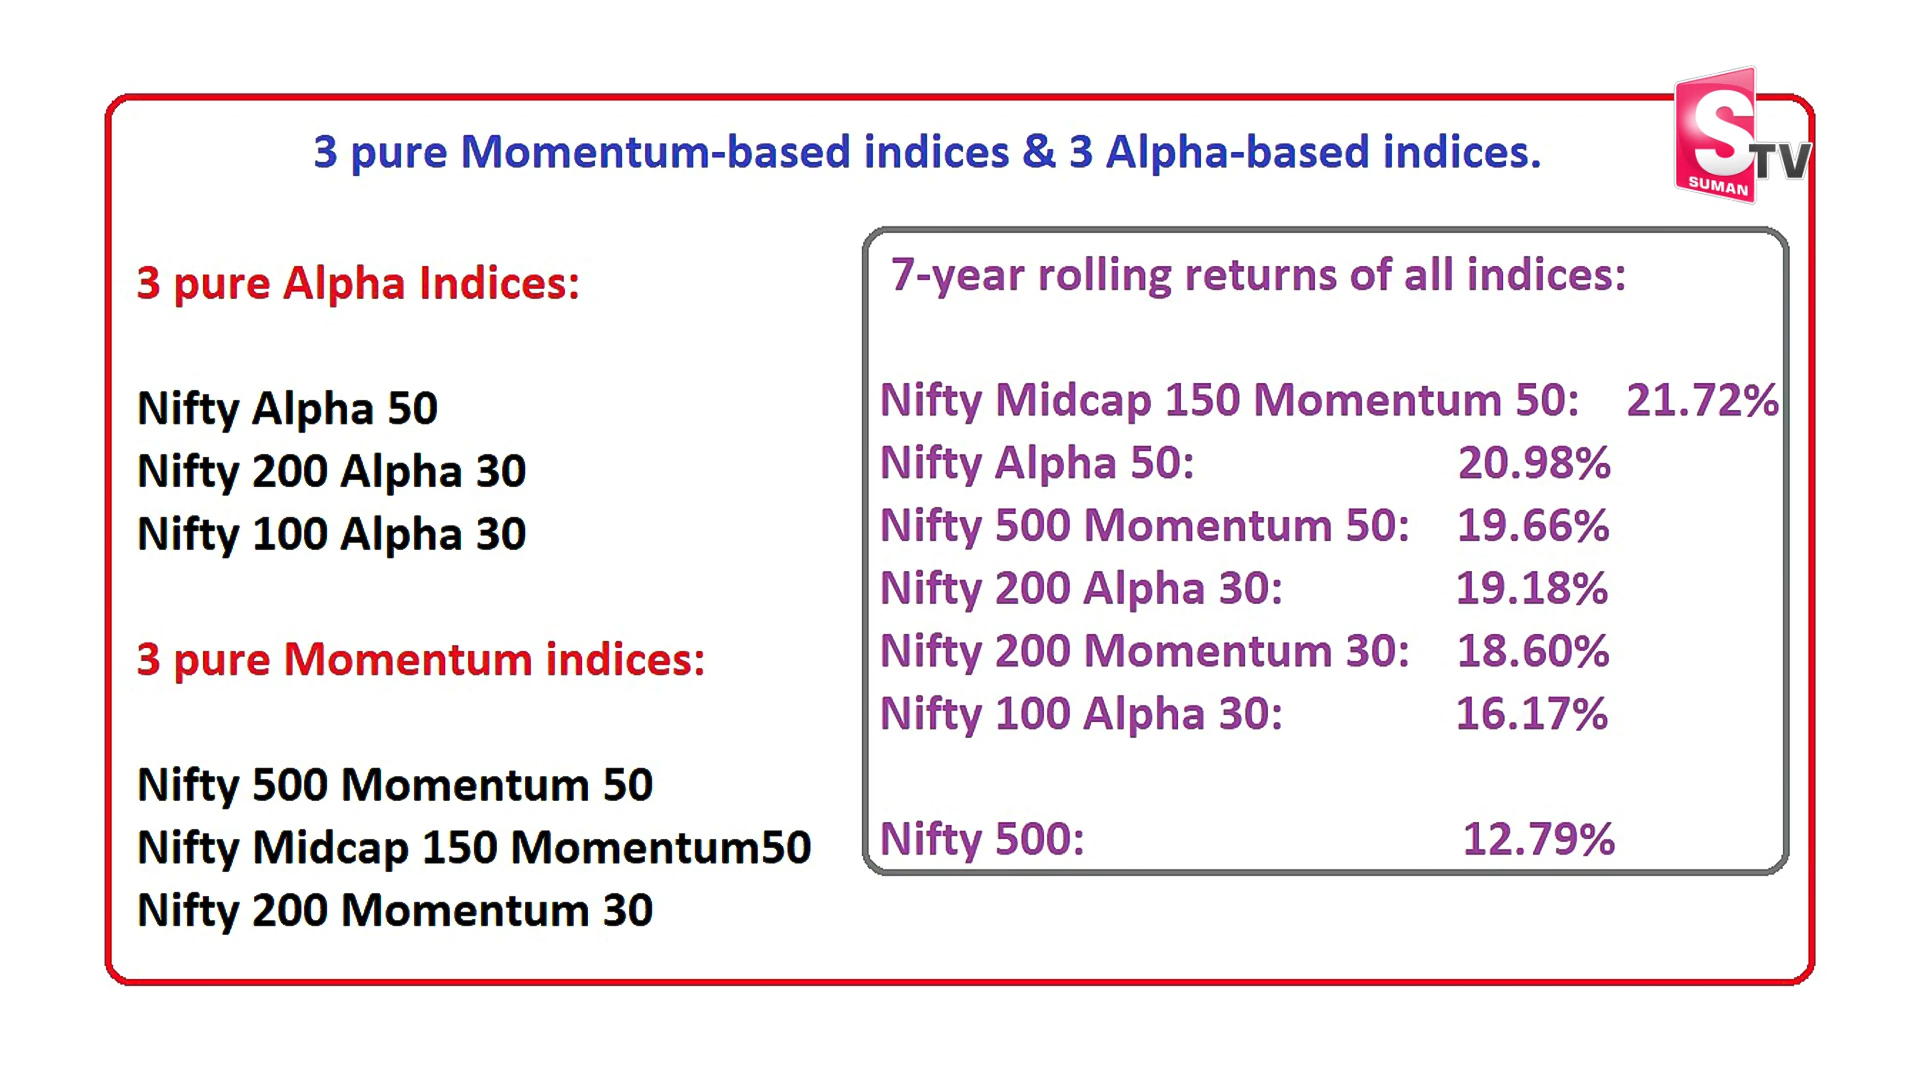 3 pure Momentum-based indices & 3 Alpha-based indices.
S TV
SUMAN
3 pure Alpha Indices:
Nifty Alpha 50
Nifty 200 Alpha 30
Nifty 100 Alpha 30
3 pure Momentum indices:
Nifty 500 Momentum 50
Nifty Midcap 150 Momentum50
Nifty 200 Momentum 30
7-year rolling returns of all indices:
Nifty Midcap 150 Momentum 50: 21.72%
Nifty Alpha 50: 20.98%
Nifty 500 Momentum 50: 19.66%
Nifty 200 Alpha 30: 19.18%
Nifty 200 Momentum 30: 18.60%
Nifty 100 Alpha 30: 16.17%
Nifty 500: 12.79%